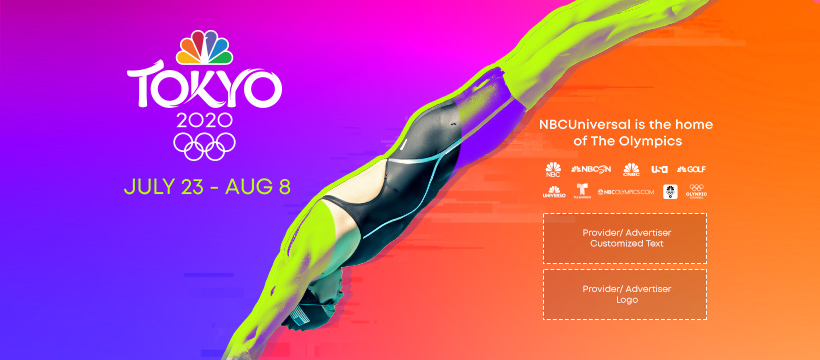 TOKYO
2020
JULY 23 - AUG 8
NBCUniversal is the home
of The Olympics
NBC
NBCSN
CNBC
USA
GOLF
UNIVERSO
TELEMUNDO
NBCOLYMPICS.COM
OLYMPIC
Provider/ Advertiser
Customized Text
Provider/ Advertiser
Logo